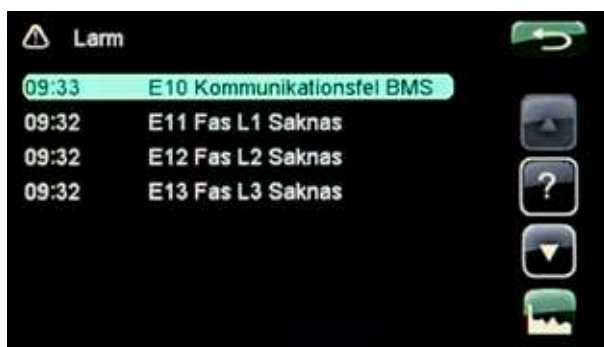 Larm
09:33 E10 Kommunikationsfel BMS
09:32 E11 Fas L1 Saknas
09:32 E12 Fas L2 Saknas
09:32 E13 Fas L3 Saknas
?